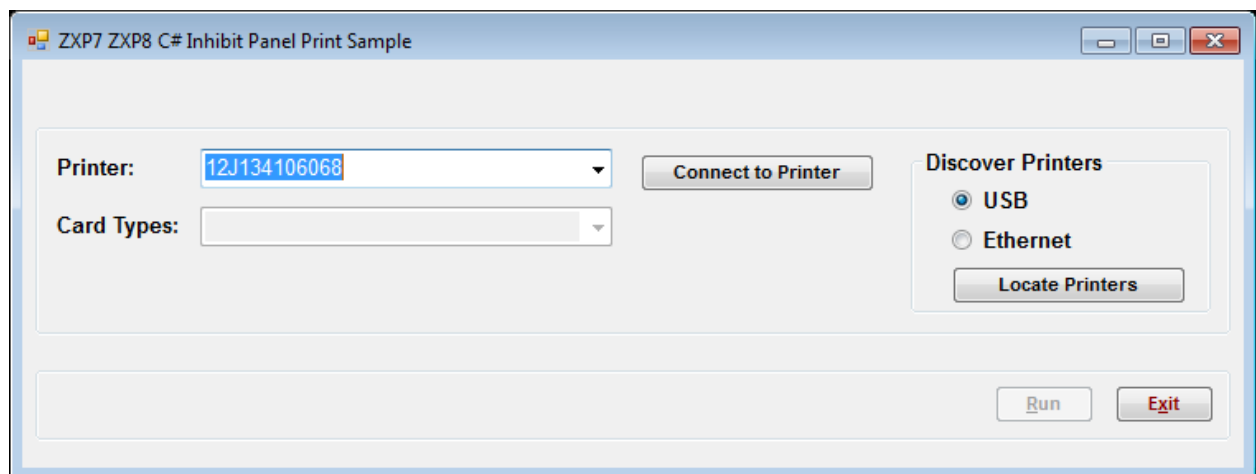 ZXP7 ZXP8 C# Inhibit Panel Print Sample
Printer: 12J134106068 Connect to Printer
Discover Printers
USB
Card Types:
Ethernet
Locate Printers
Run Exit